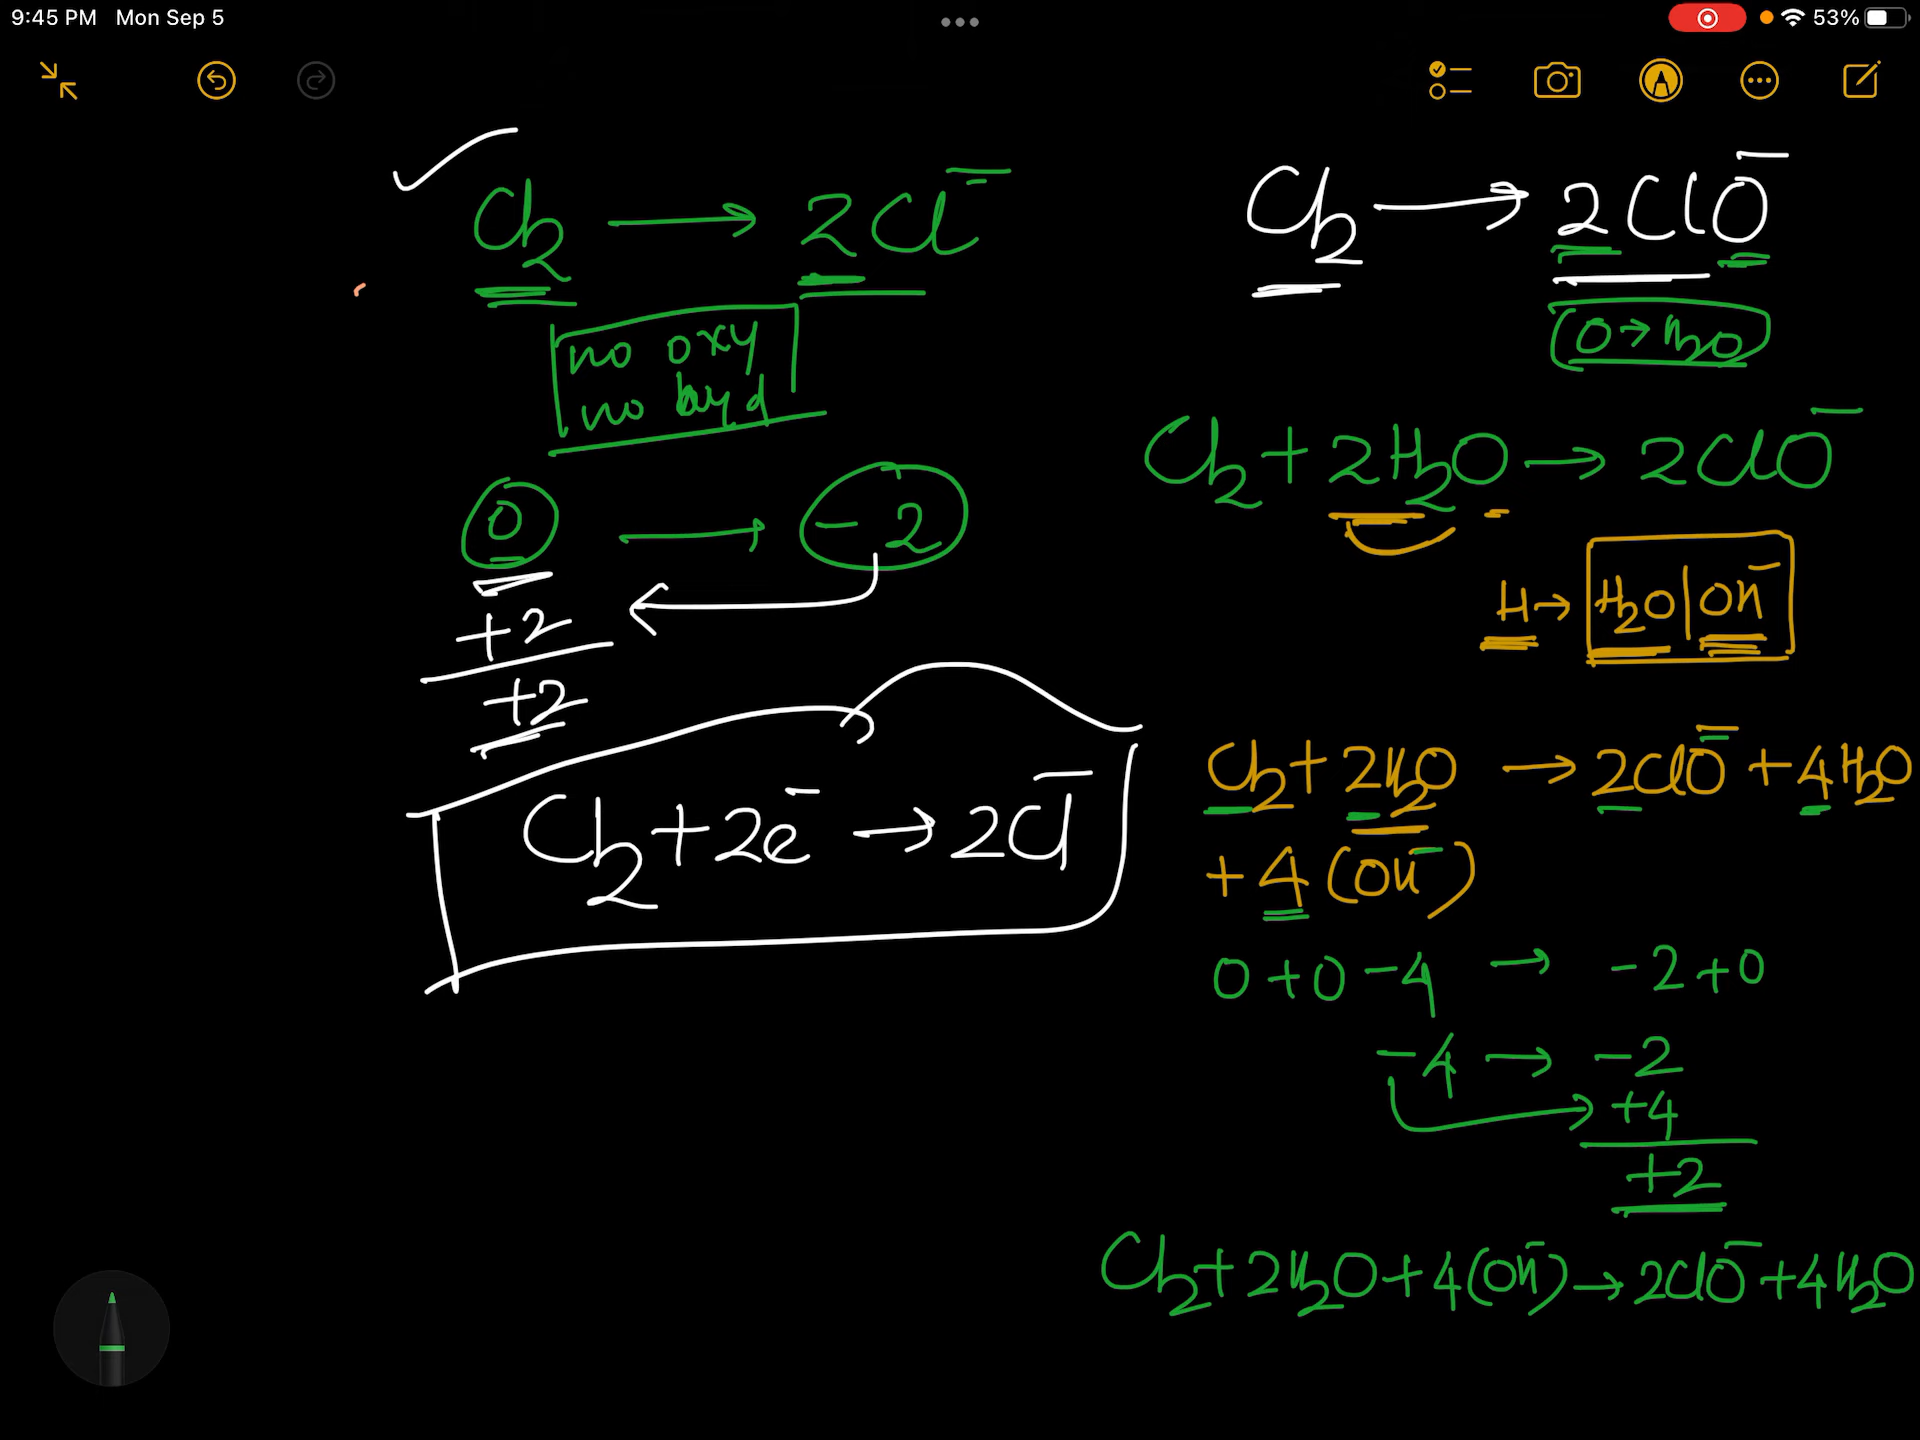 9:45 PM Mon Sep 5
53%
Cl₂ → 2Cl⁻
no oxy
no hyd
0 → -2
+2
+2
Cl₂ + 2e⁻ → 2Cl⁻
Cl₂ → 2ClO⁻
(O → H₂O)
Cl₂ + 2H₂O → 2ClO⁻
H → H₂O | OH⁻
Cl₂ + 2H₂O → 2ClO⁻ + 4H₂O
+ 4 (OH⁻)
0 + 0 - 4 → -2 + 0
-4 → -2
+4
+2
Cl₂ + 2H₂O + 4(OH⁻) → 2ClO⁻ + 4H₂O